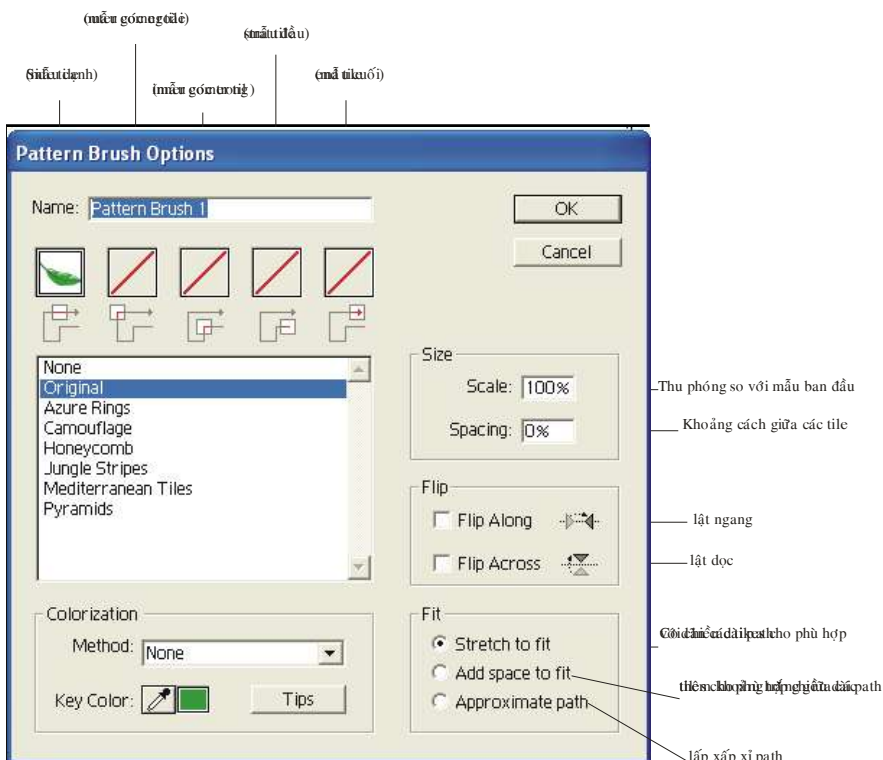 Pattern Brush Options
Name: Pattern Brush 1
OK
Cancel
None
Original
Azure Rings
Camouflage
Honeycomb
Jungle Stripes
Mediterranean Tiles
Pyramids
Size
Scale: 100%
Spacing: 0%
Thu phóng so với mẫu ban đầu
Khoảng cách giữa các tile
Flip
Flip Along
Flip Across
lật ngang
lật dọc
Colorization
Method: None
Key Color:
Tips
Fit
Stretch to fit
Add space to fit
Approximate path
cho phù hợp
path
lấp xấp xỉ path